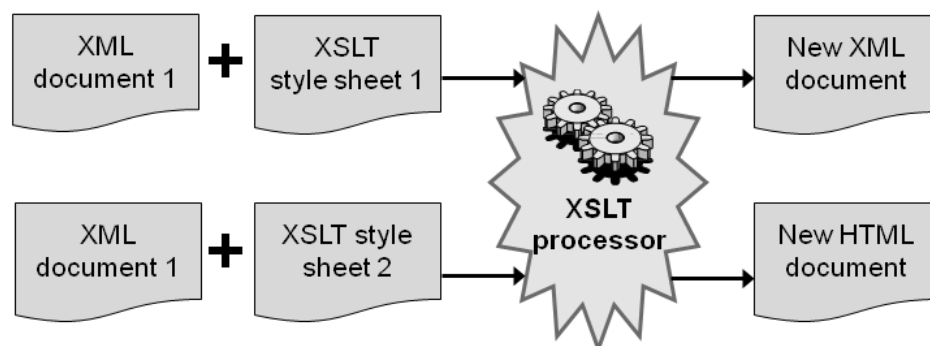 XML
document 1
+
XSLT
style sheet 1
New XML
document
XSLT
processor
XML
document 1
+
XSLT style
sheet 2
New HTML
document